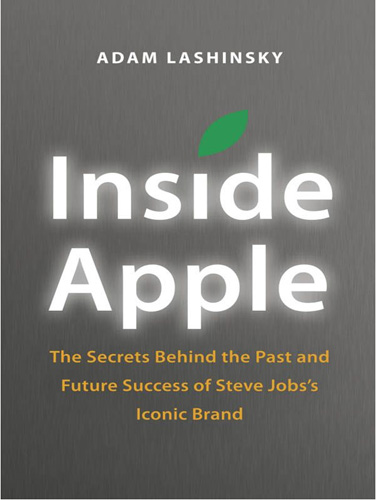 ADAM LASHINSKY
Inside
Apple
The Secrets Behind the Past and
Future Success of Steve Jobs's
Iconic Brand